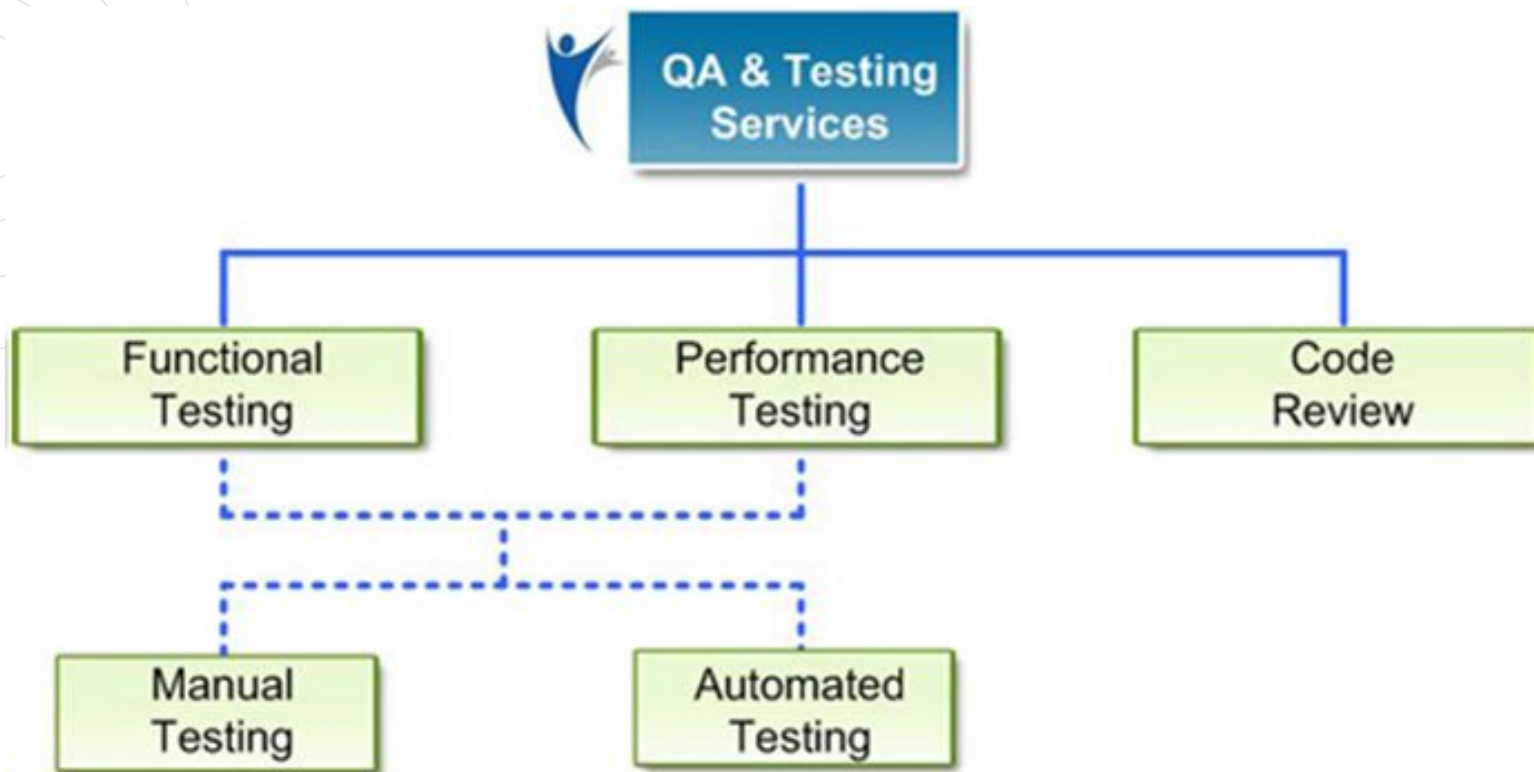 QA & Testing
Services
Functional
Testing
Performance
Testing
Code
Review
Manual
Testing
Automated
Testing